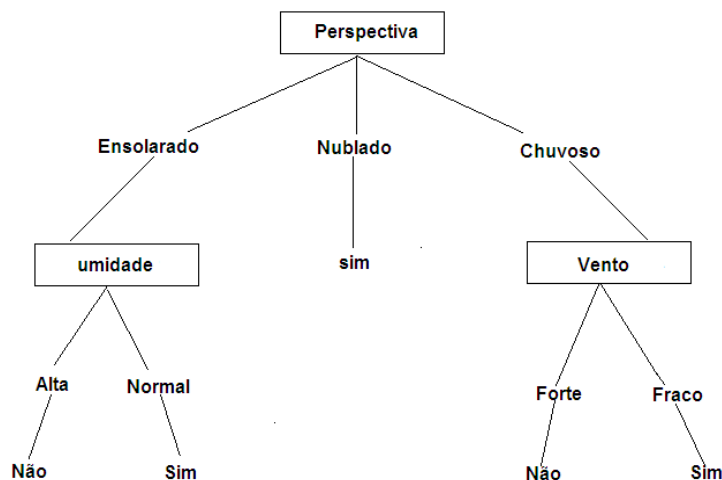 Perspectiva
Ensolarado
Nublado
Chuvoso
umidade
sim
Vento
Alta
Normal
Forte
Fraco
Não
Sim
Não
Sim